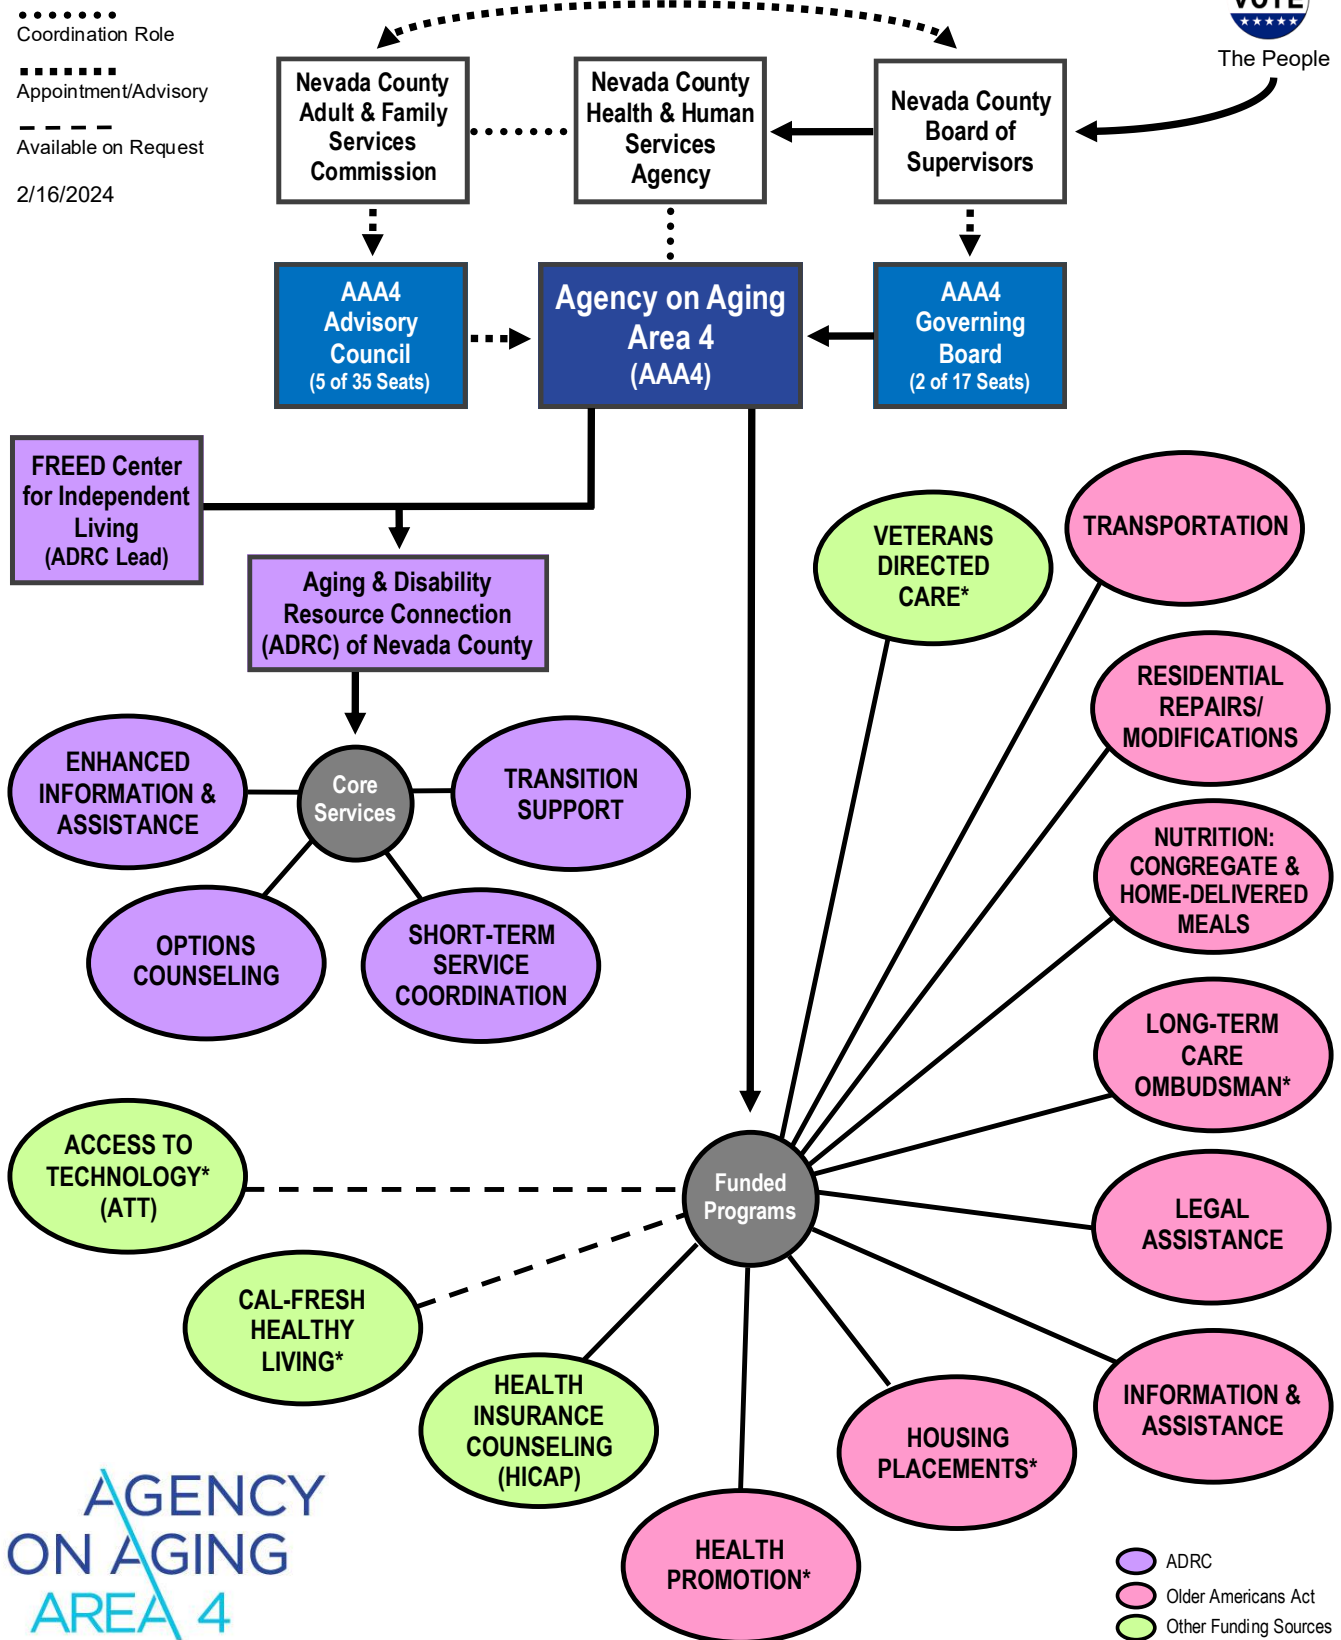 VOTE
The People
Coordination Role
Appointment/Advisory
Available on Request
2/16/2024
Nevada County
Adult & Family
Services
Commission
Nevada County
Health & Human
Services
Agency
Nevada County
Board of
Supervisors
AAA4
Advisory
Council
(5 of 35 Seats)
Agency on Aging
Area 4
(AAA4)
AAA4
Governing
Board
(2 of 17 Seats)
FREED Center
for Independent
Living
(ADRC Lead)
Aging & Disability
Resource Connection
(ADRC) of Nevada County
Core
Services
ENHANCED
INFORMATION &
ASSISTANCE
TRANSITION
SUPPORT
OPTIONS
COUNSELING
SHORT-TERM
SERVICE
COORDINATION
VETERANS
DIRECTED
CARE*
TRANSPORTATION
RESIDENTIAL
REPAIRS/
MODIFICATIONS
NUTRITION:
CONGREGATE &
HOME-DELIVERED
MEALS
LONG-TERM
CARE
OMBUDSMAN*
LEGAL
ASSISTANCE
INFORMATION &
ASSISTANCE
Funded
Programs
ACCESS TO
TECHNOLOGY*
(ATT)
CAL-FRESH
HEALTHY
LIVING*
HEALTH
INSURANCE
COUNSELING
(HICAP)
HOUSING
PLACEMENTS*
HEALTH
PROMOTION*
AGENCY
ON AGING
AREA 4
ADRC
Older Americans Act
Other Funding Sources